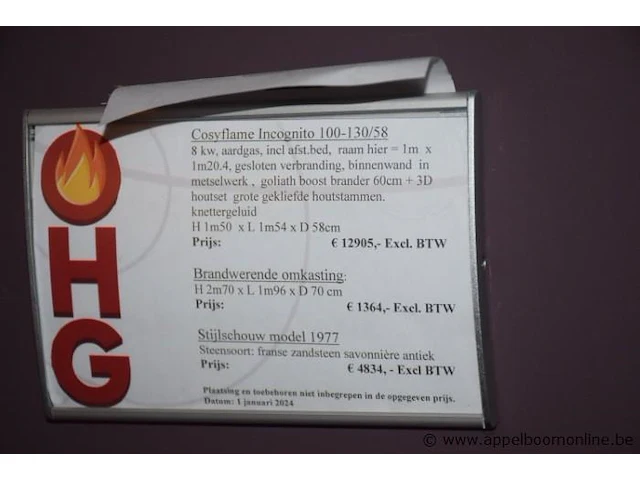 OHG
Cosyflame Incognito 100-130/58
8 kw, aardgas, incl afst.bed, raam hier = 1m x
1m20.4, gesloten verbranding, binnenwand in
metselwerk , goliath boost brander 60cm + 3D
houtset grote gekliefde houtstammen.
knettergeluid
H 1m50 x L 1m54 x D 58cm
Prijs: € 12905,- Excl. BTW
Brandwerende omkasting:
H 2m70 x L 1m96 x D 70 cm
Prijs: € 1364,- Excl. BTW
Stijlschouw model 1977
Steensoort: franse zandsteen savonnière antiek
Prijs: € 4834, - Excl BTW
Plaatsing en toebehoren niet inbegrepen in de opgegeven prijs.
Datum: 1 januari 2024
© www.appelboomonline.be